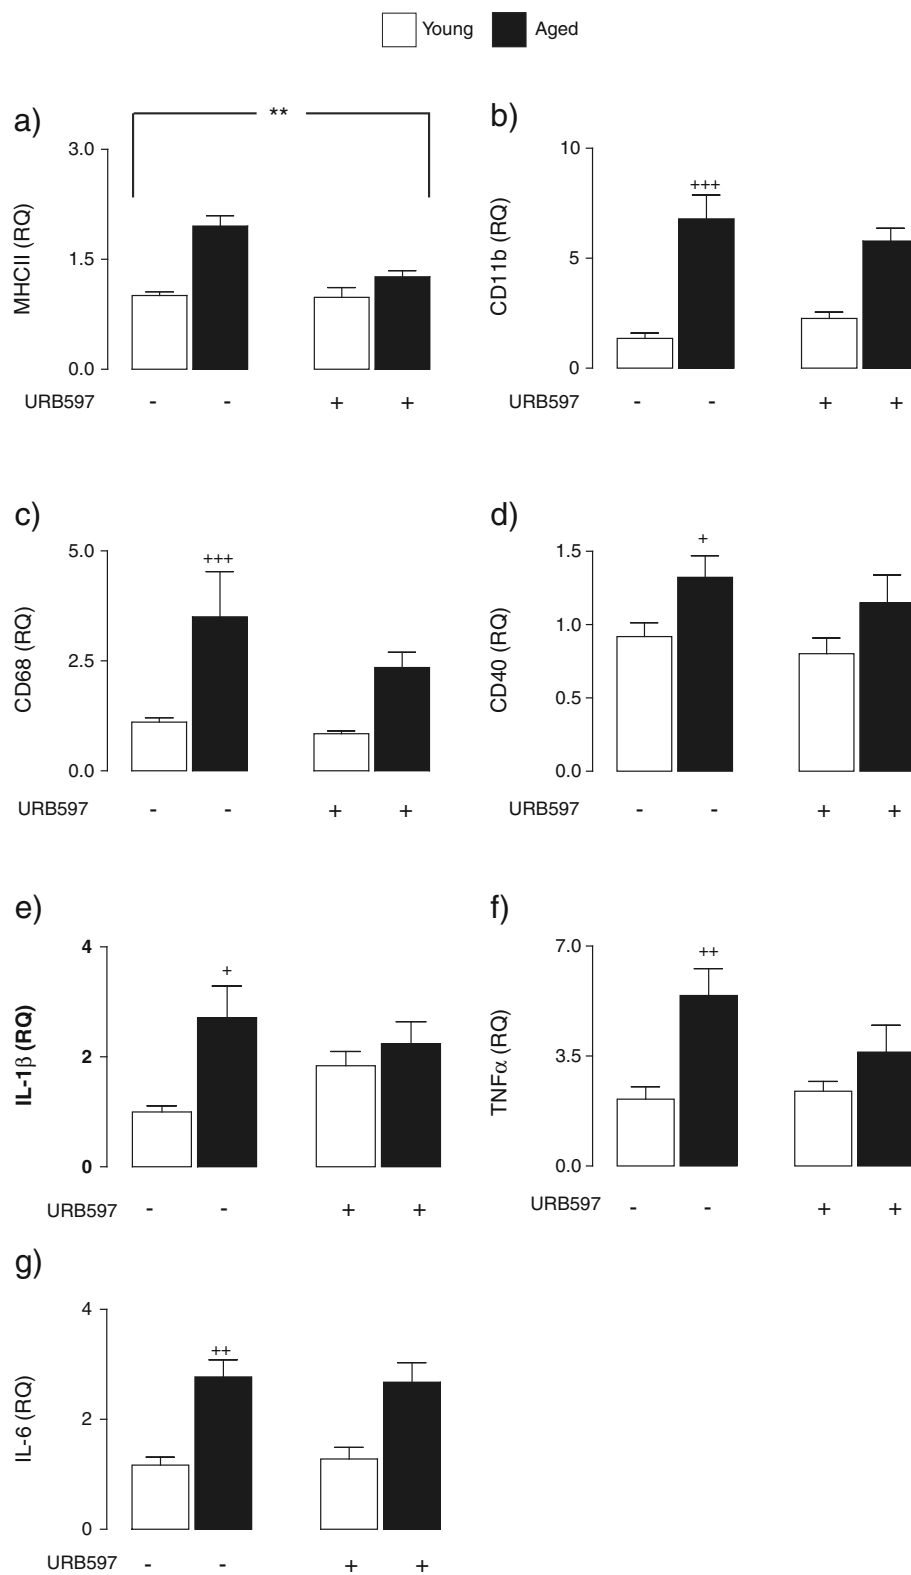 Young Aged
a)
**
3.0
1.5
0.0
MHCII (RQ)
URB597 - - + +
b)
10
5
0
CD11b (RQ)
+++
URB597 - - + +
c)
5.0
2.5
0.0
CD68 (RQ)
+++
URB597 - - + +
d)
1.5
1.0
0.5
0.0
CD40 (RQ)
+
URB597 - - + +
e)
4
2
0
IL-1β (RQ)
+
URB597 - - + +
f)
7.0
3.5
0.0
TNFα (RQ)
++
URB597 - - + +
g)
4
2
0
IL-6 (RQ)
++
URB597 - - + +